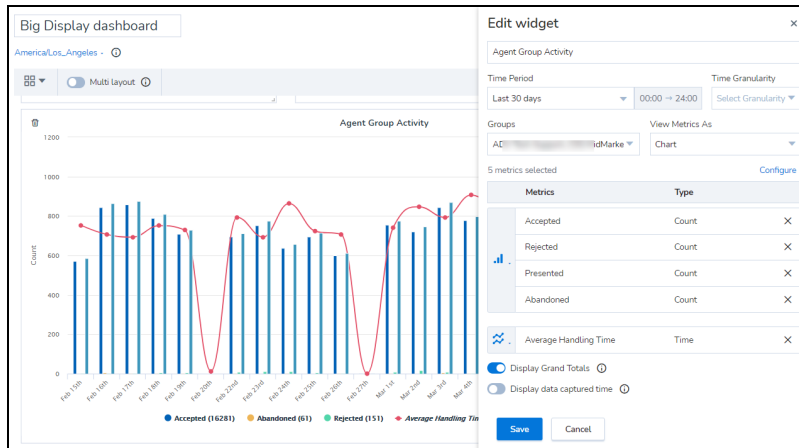 Big Display dashboard
America/Los_Angeles -
Multi layout
Agent Group Activity
1200
1000
800
600
400
200
0
Count
Feb 15th
Feb 16th
Feb 17th
Feb 18th
Feb 19th
Feb 20th
Feb 22nd
Feb 23rd
Feb 24th
Feb 25th
Feb 26th
Feb 27th
Mar 1st
Mar 2nd
Mar 3rd
Mar 4th
Accepted (16281)
Abandoned (61)
Rejected (151)
Average Handling Tim
Edit widget
Agent Group Activity
Time Period
Time Granularity
Last 30 days
00:00 → 24:00
Select Granularity
Groups
View Metrics As
idMarke
Chart
5 metrics selected
Configure
Metrics
Type
Accepted
Count
Rejected
Count
Presented
Count
Abandoned
Count
Average Handling Time
Time
Display Grand Totals
Display data captured time
Save
Cancel